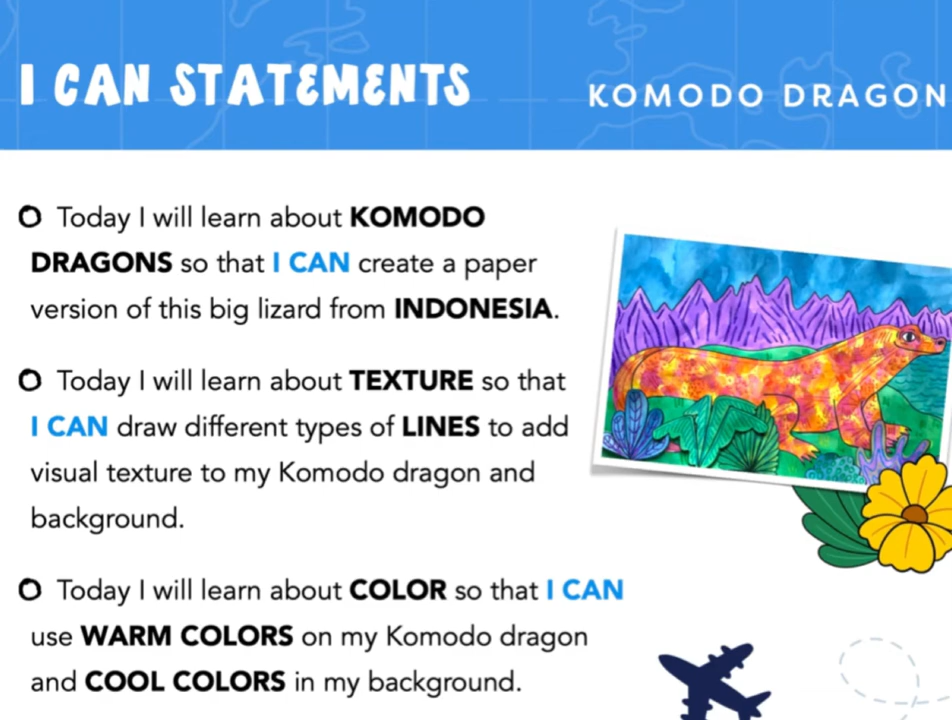 I CAN STATEMENTS
KOMODO DRAGON
Today I will learn about KOMODO
DRAGONS so that I CAN create a paper
version of this big lizard from INDONESIA.
Today I will learn about TEXTURE so that
I CAN draw different types of LINES to add
visual texture to my Komodo dragon and
background.
Today I will learn about COLOR so that I CAN
use WARM COLORS on my Komodo dragon
and COOL COLORS in my background.